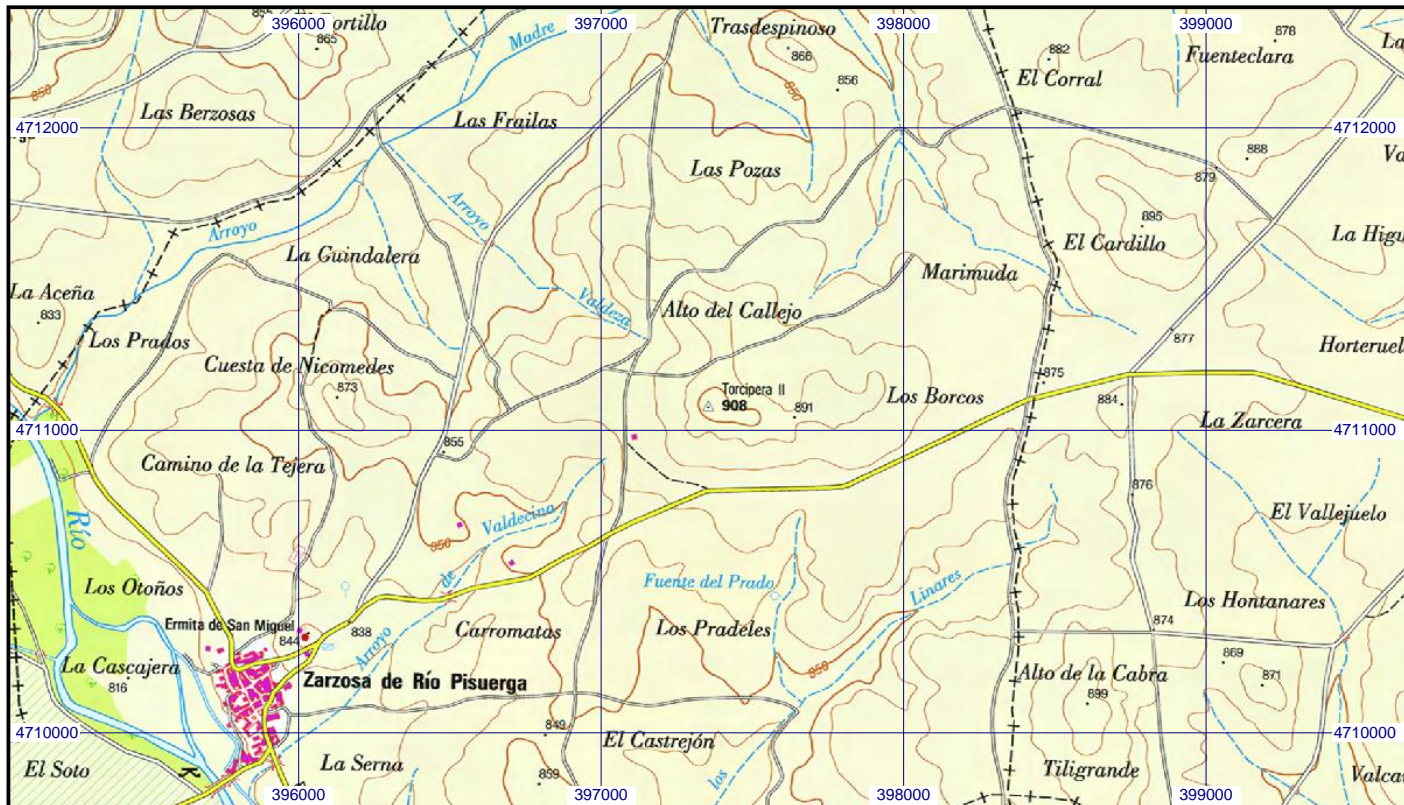 396000
397000
398000
399000
855
Portillo
865
Madre
Trasdespinoso
866
856
882
El Corral
878
Fuenteclara
La
850
850
Las Berzosas
Las Frailas
4712000
4712000
Las Pozas
888
879
Va
Arroyo
Arroyo
895
El Cardillo
La Higu
La Guindalera
Marimuda
La Aceña
833
Valdeza
Alto del Callejo
Los Prados
877
Horteruel
Cuesta de Nicomedes
873
875
Torcipera II
908
891
Los Borcos
884
4711000
4711000
La Zarcera
855
Camino de la Tejera
876
El Vallejuelo
Río
Valdecina
850
de
Los Otoños
Fuente del Prado
Linares
Los Hontanares
Ermita de San Miguel
844
838
Arroyo
Carromatas
Los Pradeles
874
La Cascajera
816
850
869
871
Alto de la Cabra
899
Zarzosa de Río Pisuerga
849
El Castrejón
4710000
4710000
El Soto
La Serna
859
los
Tiligrande
Valca
396000
397000
398000
399000